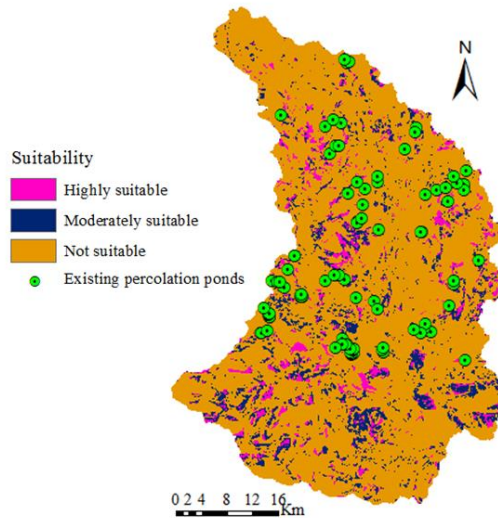 N
Suitability
Highly suitable
Moderately suitable
Not suitable
Existing percolation ponds
0 2 4 8 12 16
Km